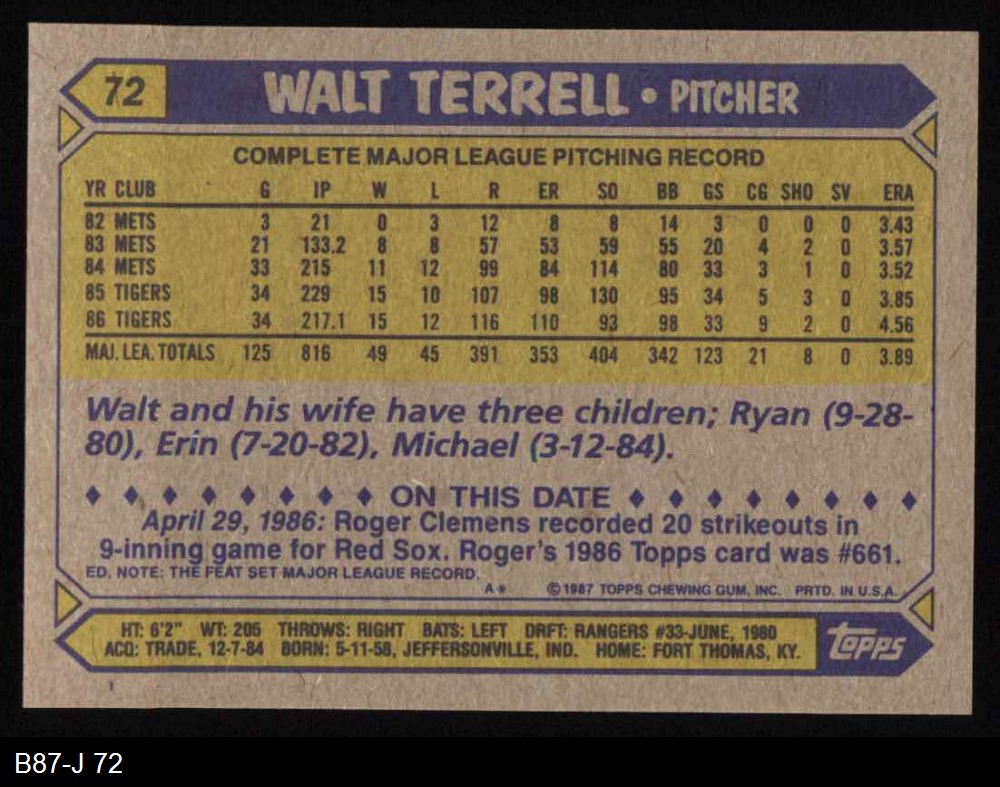 72 WALT TERRELL • PITCHER
COMPLETE MAJOR LEAGUE PITCHING RECORD
YR CLUB G IP W L R ER SO BB GS CG SHO SV ERA
82 METS 3 21 0 3 12 8 8 14 3 0 0 0 3.43
83 METS 21 133.2 8 8 57 53 59 55 20 4 2 0 3.57
84 METS 33 215 11 12 99 84 114 80 33 3 1 0 3.52
85 TIGERS 34 229 15 10 107 98 130 95 34 5 3 0 3.85
86 TIGERS 34 217.1 15 12 116 110 93 98 33 9 2 0 4.56
MAJ. LEA. TOTALS 125 816 49 45 391 353 404 342 123 21 8 0 3.89
Walt and his wife have three children; Ryan (9-28-
80), Erin (7-20-82), Michael (3-12-84).
♦ ♦ ♦ ♦ ♦ ♦ ♦ ♦ ON THIS DATE ♦ ♦ ♦ ♦ ♦ ♦ ♦ ♦
April 29, 1986: Roger Clemens recorded 20 strikeouts in
9-inning game for Red Sox. Roger's 1986 Topps card was #661.
ED. NOTE: THE FEAT SET MAJOR LEAGUE RECORD.
A* © 1987 TOPPS CHEWING GUM, INC. PRTD. IN U.S.A.
HT: 6'2" WT: 205 THROWS: RIGHT BATS: LEFT DRFT: RANGERS #33-JUNE, 1980
ACQ: TRADE, 12-7-84 BORN: 5-11-58, JEFFERSONVILLE, IND. HOME: FORT THOMAS, KY.
TOPPS
B87-J 72